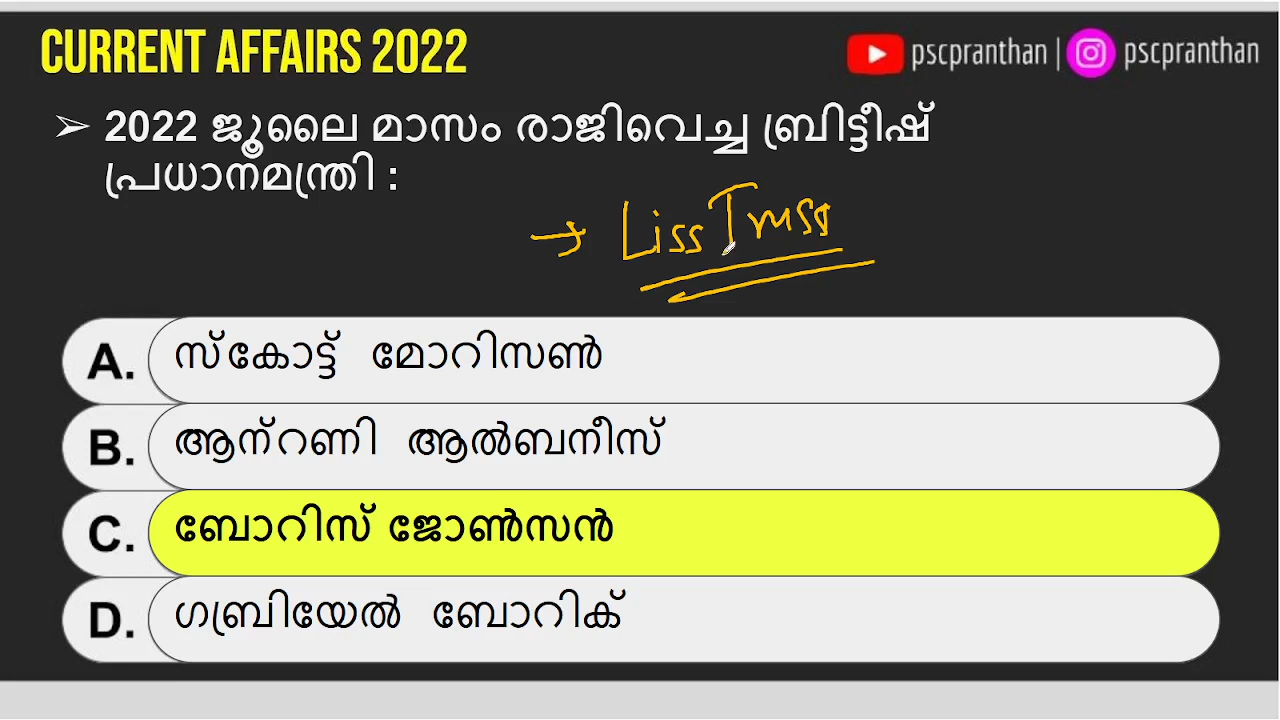 CURRENT AFFAIRS 2022
pscpranthan | pscpranthan
➢ 2022 ജൂലൈ മാസം രാജിവെച്ച ബ്രിട്ടീഷ്
പ്രധാനമന്ത്രി :
→ Liss Truss
A. സ്കോട്ട് മോറിസൺ
B. ആന്റണി ആൽബനീസ്
C. ബോറിസ് ജോൺസൻ
D. ഗബ്രിയേൽ ബോറിക്